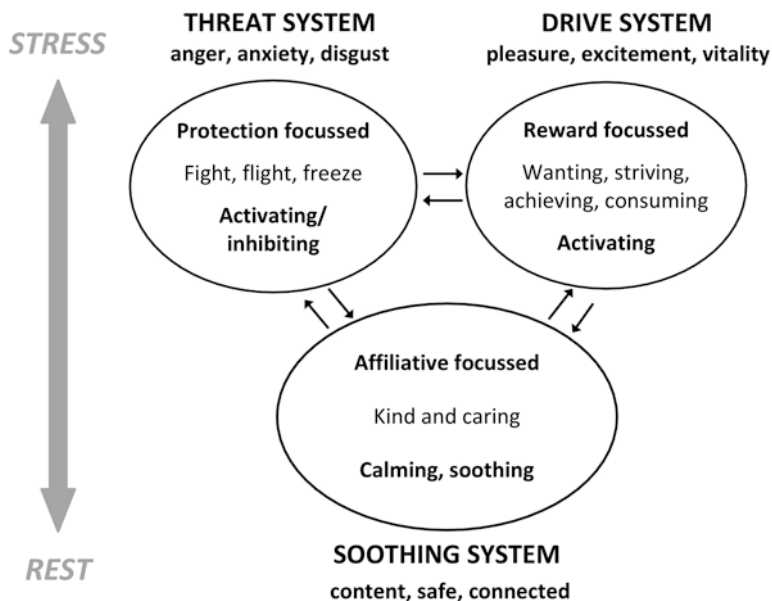 STRESS
THREAT SYSTEM
anger, anxiety, disgust
DRIVE SYSTEM
pleasure, excitement, vitality
Protection focussed
Fight, flight, freeze
Activating/
inhibiting
Reward focussed
Wanting, striving,
achieving, consuming
Activating
Affiliative focussed
Kind and caring
Calming, soothing
REST
SOOTHING SYSTEM
content, safe, connected